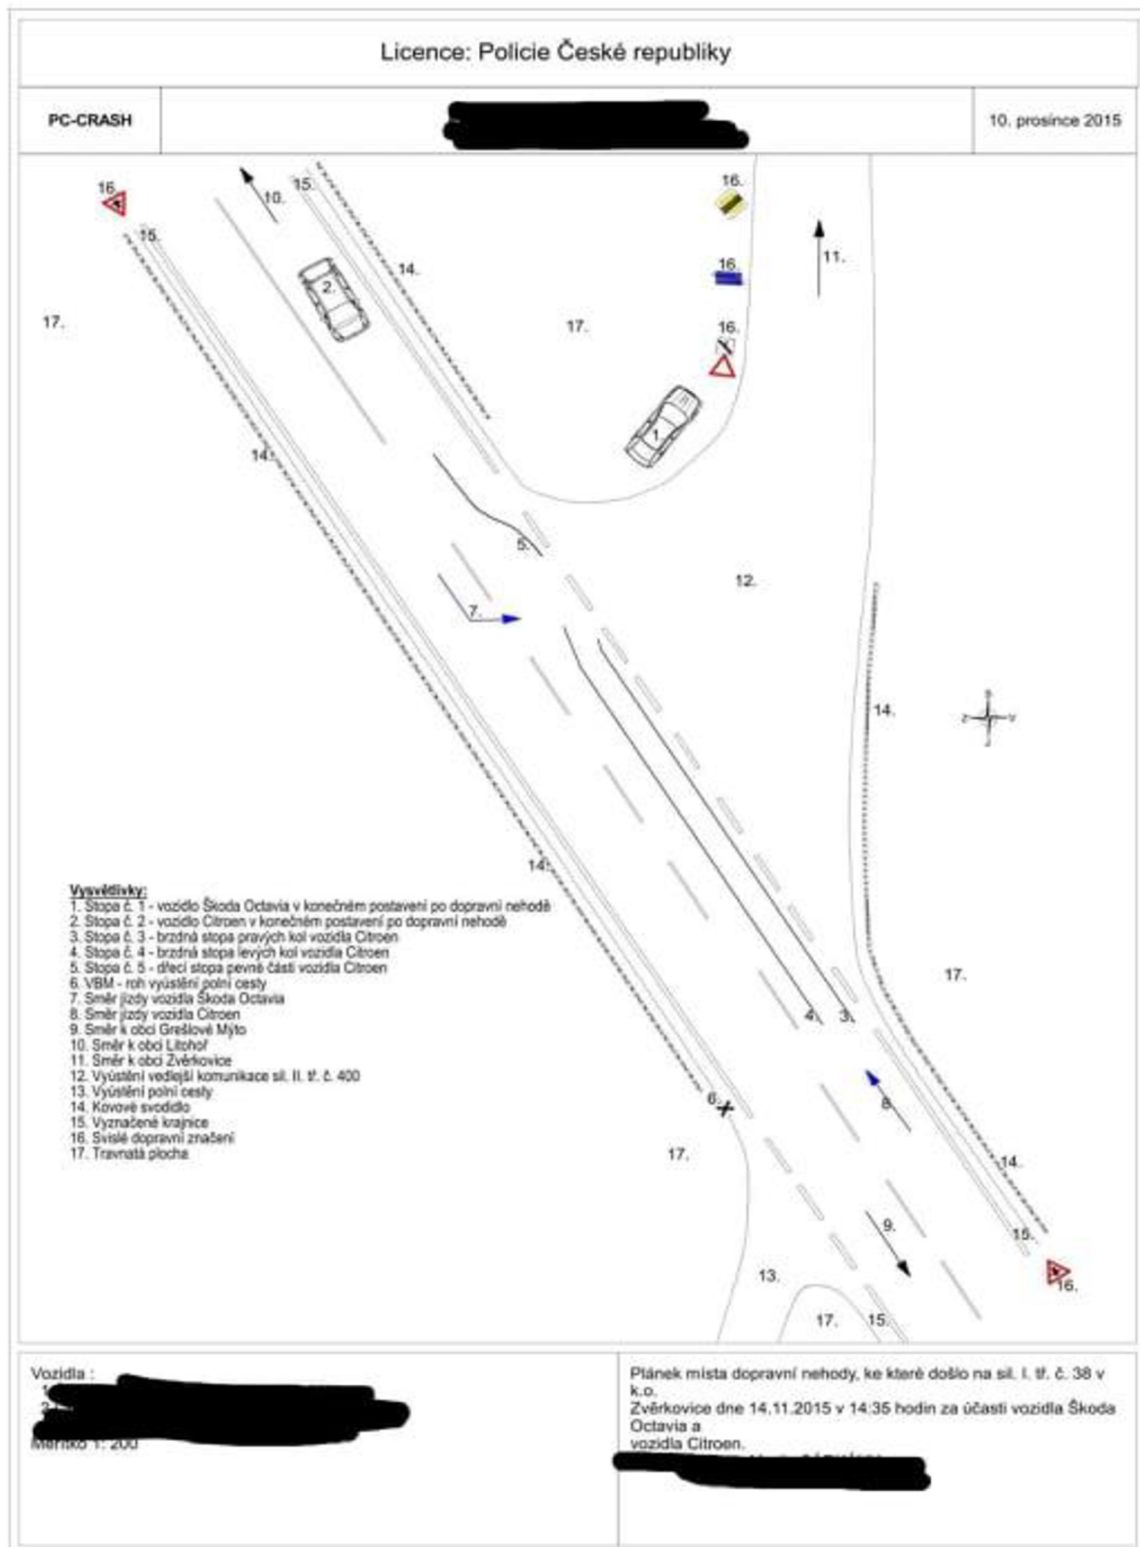 Licence: Policie České republiky
PC-CRASH
10. prosince 2015
16.
15.
10.
15.
16.
16.
14.
11.
2.
17.
17.
16.
1.
14.
5.
12.
7.
14.
S
Z V
J
14.
Vysvětlivky:
1. Stopa č. 1 - vozidlo Škoda Octavia v konečném postavení po dopravní nehodě
2. Stopa č. 2 - vozidlo Citroen v konečném postavení po dopravní nehodě
3. Stopa č. 3 - brzdná stopa pravých kol vozidla Citroen
4. Stopa č. 4 - brzdná stopa levých kol vozidla Citroen
5. Stopa č. 5 - dřecí stopa pevné části vozidla Citroen
6. VBM - roh vyústění polní cesty
7. Směr jízdy vozidla Škoda Octavia
8. Směr jízdy vozidla Citroen
9. Směr k obci Grešlové Mýto
10. Směr k obci Litohoř
11. Směr k obci Zvěrkovice
12. Vyústění vedlejší komunikace sil. II. tř. č. 400
13. Vyústění polní cesty
14. Kovové svodidlo
15. Vyznačené krajnice
16. Svislé dopravní značení
17. Travnatá plocha
17.
4. 3.
6.
8.
17.
14.
9.
15.
13.
16.
17.
15.
Vozidla :
Měřítko 1: 200
Plánek místa dopravní nehody, ke které došlo na sil. I. tř. č. 38 v
k.o.
Zvěrkovice dne 14.11.2015 v 14:35 hodin za účasti vozidla Škoda
Octavia a
vozidla Citroen.